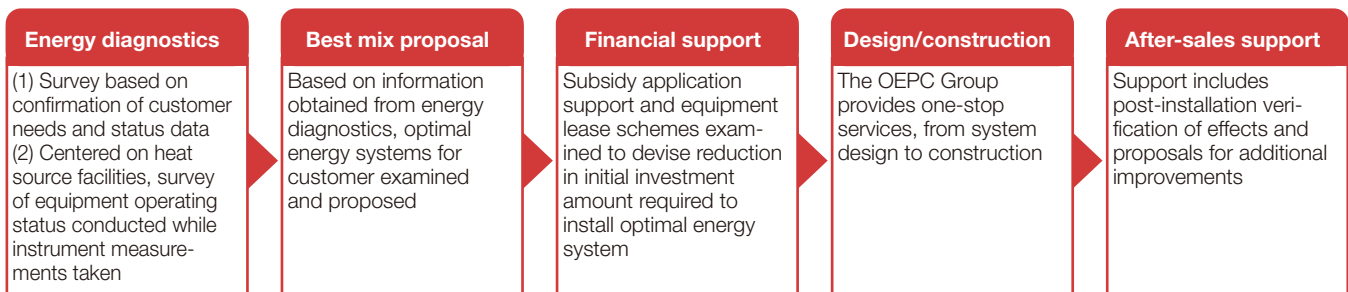 Energy diagnostics
(1) Survey based on
confirmation of customer
needs and status data
(2) Centered on heat
source facilities, survey
of equipment operating
status conducted while
instrument measure-
ments taken
Best mix proposal
Based on information
obtained from energy
diagnostics, optimal
energy systems for
customer examined
and proposed
Financial support
Subsidy application
support and equipment
lease schemes exam-
ined to devise reduction
in initial investment
amount required to
install optimal energy
system
Design/construction
The OEPC Group
provides one-stop
services, from system
design to construction
After-sales support
Support includes
post-installation veri-
fication of effects and
proposals for additional
improvements